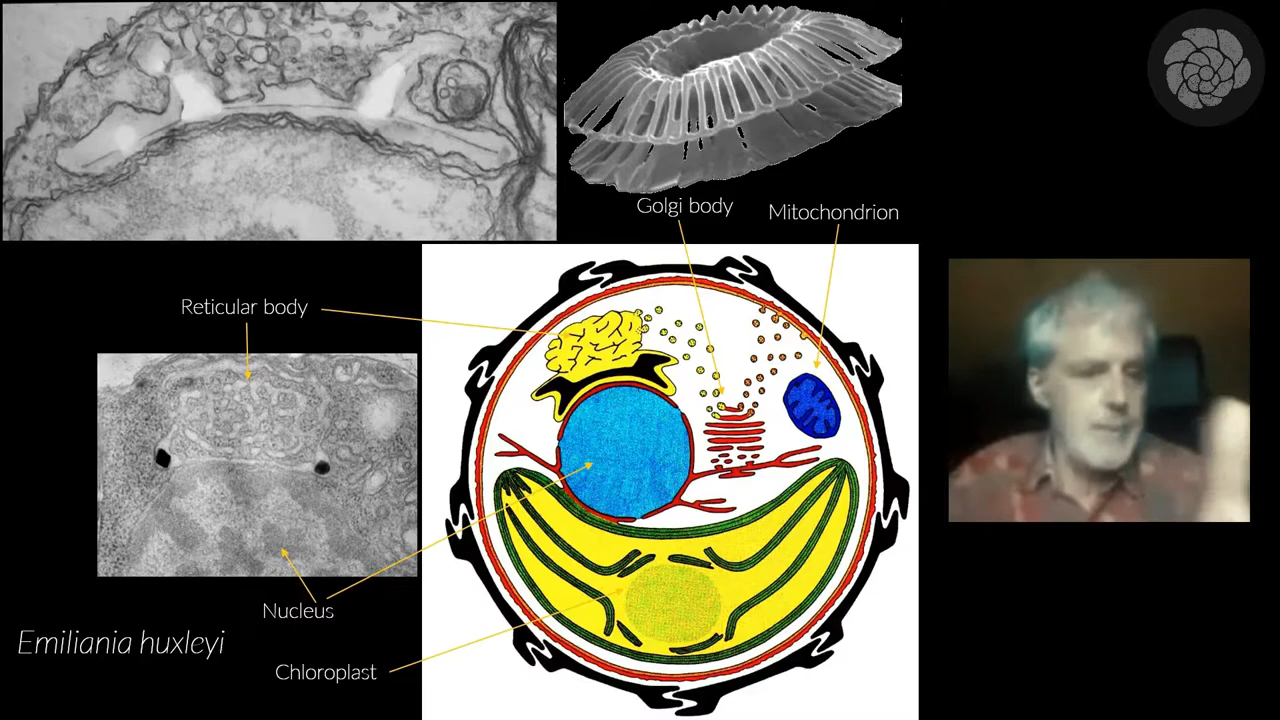 Golgi body
Mitochondrion
Reticular body
Nucleus
Emiliania huxleyi
Chloroplast